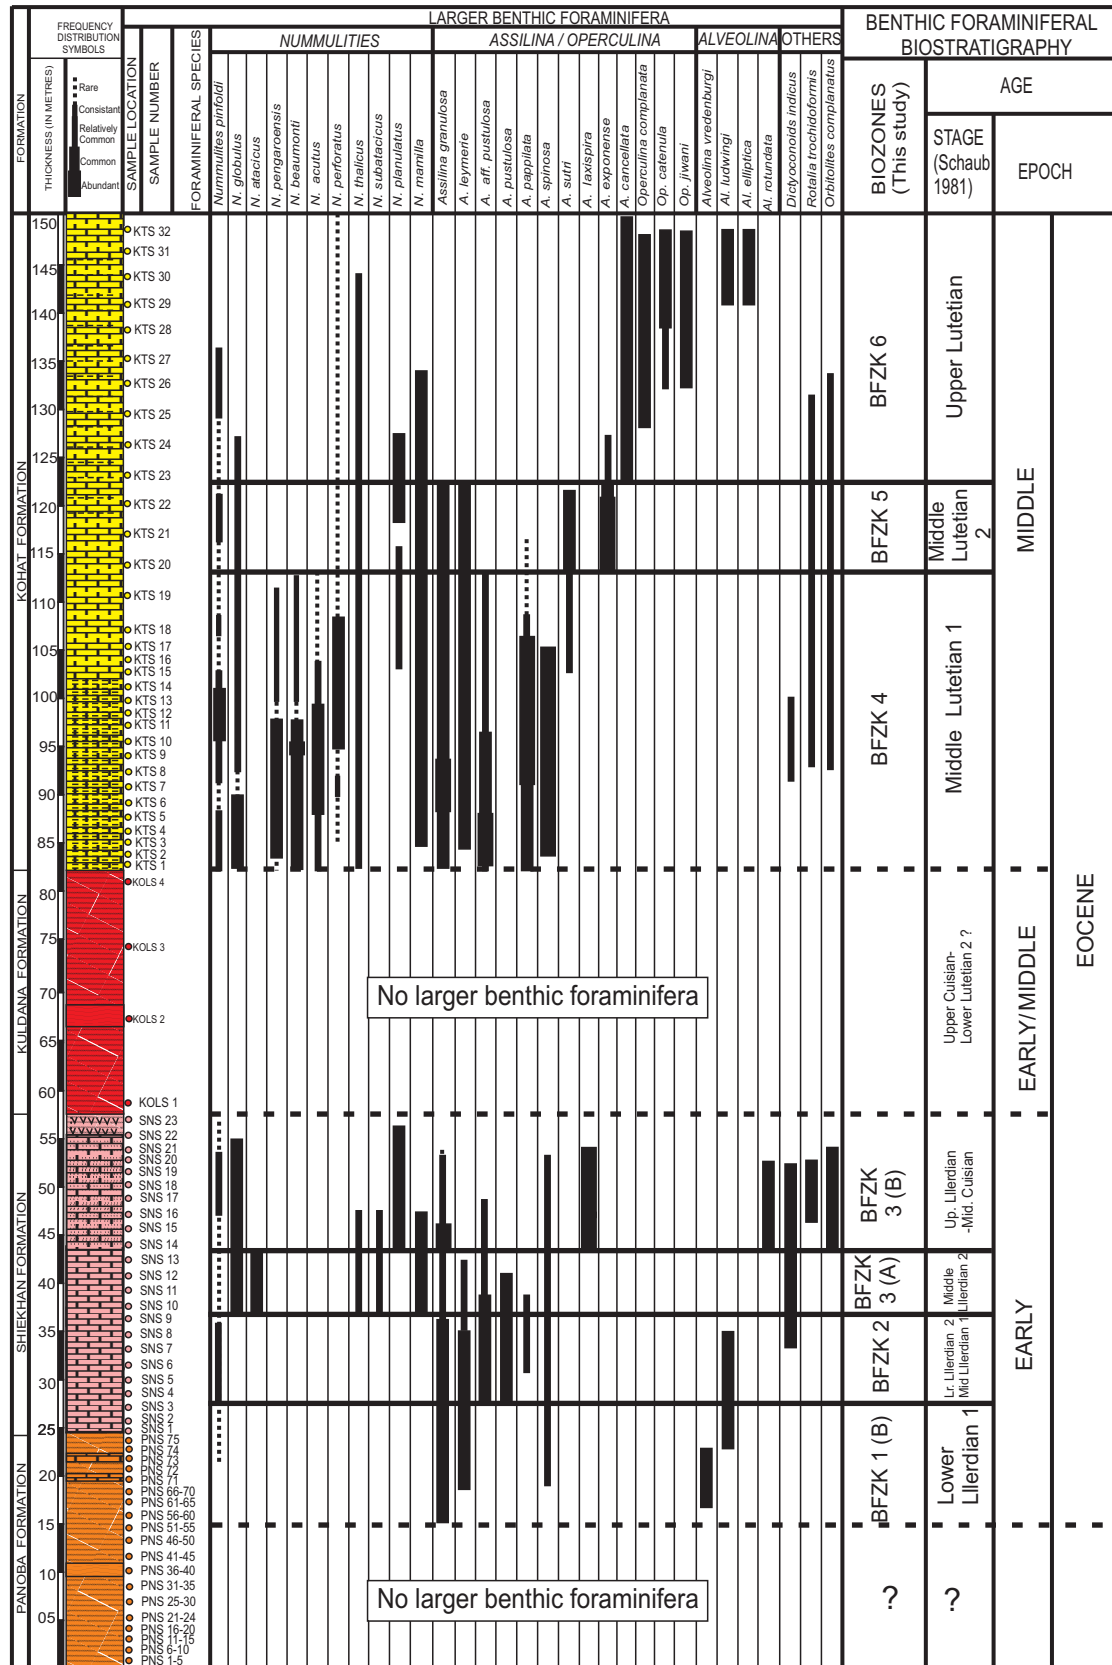 LARGER BENTHIC FORAMINIFERA
BENTHIC FORAMINIFERAL
BIOSTRATIGRAPHY
FORMATION
THICKNESS (IN METRES)
FREQUENCY
DISTRIBUTION
SYMBOLS
Rare
Consistant
Relatively
Common
Common
Abundant
SAMPLE LOCATION
SAMPLE NUMBER
FORAMINIFERAL SPECIES
NUMMULITES
ASSILINA / OPERCULINA
ALVEOLINA
OTHERS
Nummulites pinfoldi
N. globulus
N. atacicus
N. pengaroensis
N. beaumonti
N. acutus
N. perforatus
N. thalicus
N. subatacicus
N. planulatus
N. mamilla
Assilina granulosa
A. leymerie
A. aff. pustulosa
A. pustulosa
A. pappilata
A. spinosa
A. sutri
A. laxispira
A. exponense
A. cancellata
Operculina complanata
Op. catenula
Op. jiwani
Alveolina vredenburgi
Al. ludwingi
Al. elliptica
Al. rotundata
Dictyoconoids indicus
Rotalia trochidoformis
Orbitolites complanatus
BIOZONES
(This study)
AGE
STAGE
(Schaub
1981)
EPOCH
KOHAT FORMATION
KULDANA FORMATION
SHIEKHAN FORMATION
PANOBA FORMATION
150
145
140
135
130
125
120
115
110
105
100
95
90
85
80
75
70
65
60
55
50
45
40
35
30
25
20
15
10
05
KTS 32
KTS 31
KTS 30
KTS 29
KTS 28
KTS 27
KTS 26
KTS 25
KTS 24
KTS 23
KTS 22
KTS 21
KTS 20
KTS 19
KTS 18
KTS 17
KTS 16
KTS 15
KTS 14
KTS 13
KTS 12
KTS 11
KTS 10
KTS 9
KTS 8
KTS 7
KTS 6
KTS 5
KTS 4
KTS 3
KTS 2
KTS 1
KOLS 4
KOLS 3
KOLS 2
KOLS 1
SNS 23
SNS 22
SNS 21
SNS 20
SNS 19
SNS 18
SNS 17
SNS 16
SNS 15
SNS 14
SNS 13
SNS 12
SNS 11
SNS 10
SNS 9
SNS 8
SNS 7
SNS 6
SNS 5
SNS 4
SNS 3
SNS 2
SNS 1
PNS 75
PNS 74
PNS 73
PNS 72
PNS 71
PNS 66-70
PNS 61-65
PNS 56-60
PNS 51-55
PNS 46-50
PNS 41-45
PNS 36-40
PNS 31-35
PNS 25-30
PNS 21-24
PNS 16-20
PNS 11-15
PNS 6-10
PNS 1-5
No larger benthic foraminifera
No larger benthic foraminifera
BFZK 6
BFZK 5
BFZK 4
BFZK
3 (B)
BFZK
3 (A)
BFZK 2
BFZK 1 (B)
?
Upper Lutetian
Middle
Lutetian
2
Middle Lutetian 1
Upper Cuisian-
Lower Lutetian 2 ?
Up. Lllerdian
-Mid. Cuisian
Middle
Lllerdian 2
Lr. Lllerdian 2
Mid Lllerdian 1
Lower
Lllerdian 1
?
MIDDLE
EARLY/MIDDLE
EARLY
EOCENE